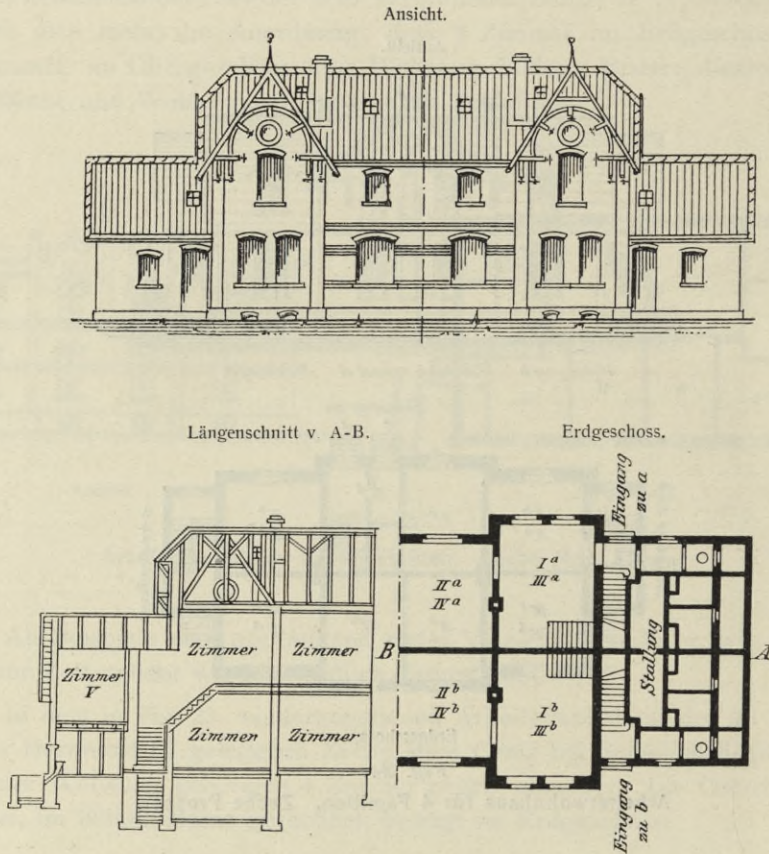 Ansicht.
Längenschnitt v A-B.
Erdgeschoss.
Eingang
zu a
II a
IV a
I a
III a
Zimmer
Zimmer
Zimmer
V
B
Stallung
A
II b
IV b
I b
III b
Zimmer
Zimmer
Eingang
zu b